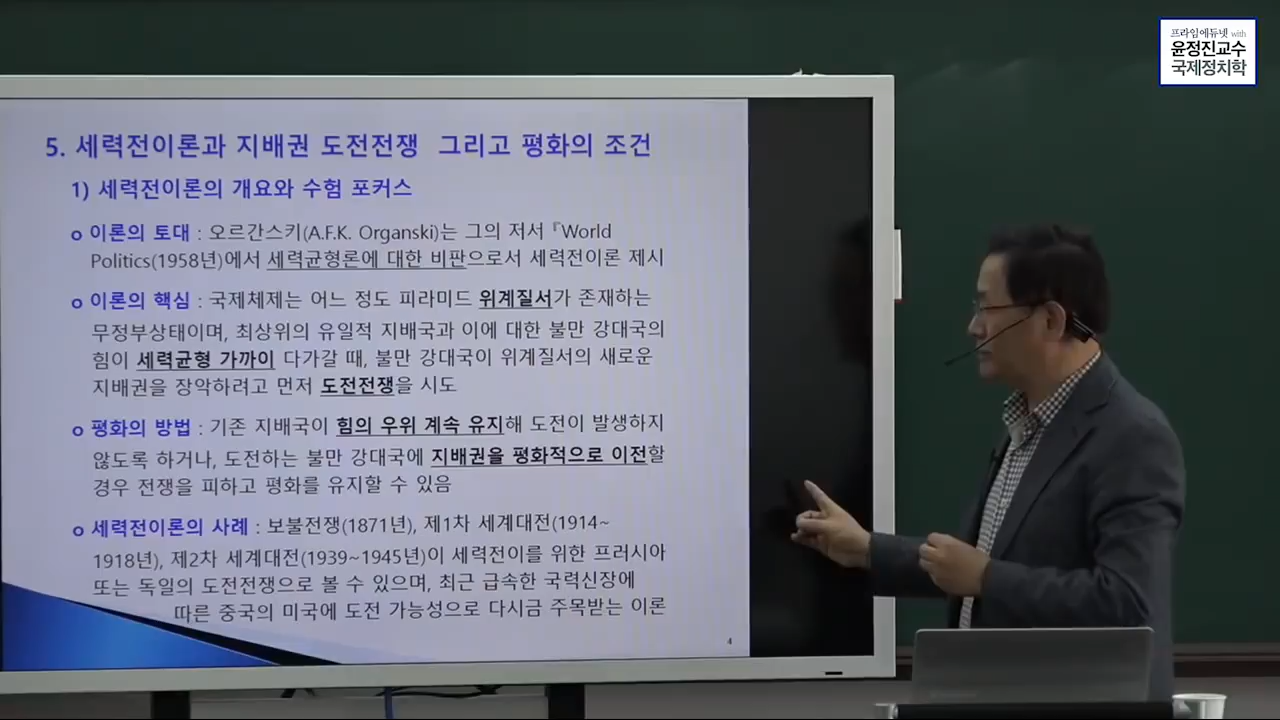 프라임에듀넷 with
윤정진교수
국제정치학
5. 세력전이론과 지배권 도전전쟁 그리고 평화의 조건
1) 세력전이론의 개요와 수험 포커스
o 이론의 토대 : 오르간스키(A.F.K. Organski)는 그의 저서 『World
Politics(1958년)에서 세력균형론에 대한 비판으로서 세력전이론 제시
o 이론의 핵심 : 국제체제는 어느 정도 피라미드 위계질서가 존재하는
무정부상태이며, 최상위의 유일적 지배국과 이에 대한 불만 강대국의
힘이 세력균형 가까이 다가갈 때, 불만 강대국이 위계질서의 새로운
지배권을 장악하려고 먼저 도전전쟁을 시도
o 평화의 방법 : 기존 지배국이 힘의 우위 계속 유지해 도전이 발생하지
않도록 하거나, 도전하는 불만 강대국에 지배권을 평화적으로 이전할
경우 전쟁을 피하고 평화를 유지할 수 있음
o 세력전이론의 사례 : 보불전쟁(1871년), 제1차 세계대전(1914~
1918년), 제2차 세계대전(1939~1945년)이 세력전이를 위한 프러시아
또는 독일의 도전전쟁으로 볼 수 있으며, 최근 급속한 국력신장에
따른 중국의 미국에 도전 가능성으로 다시금 주목받는 이론
4